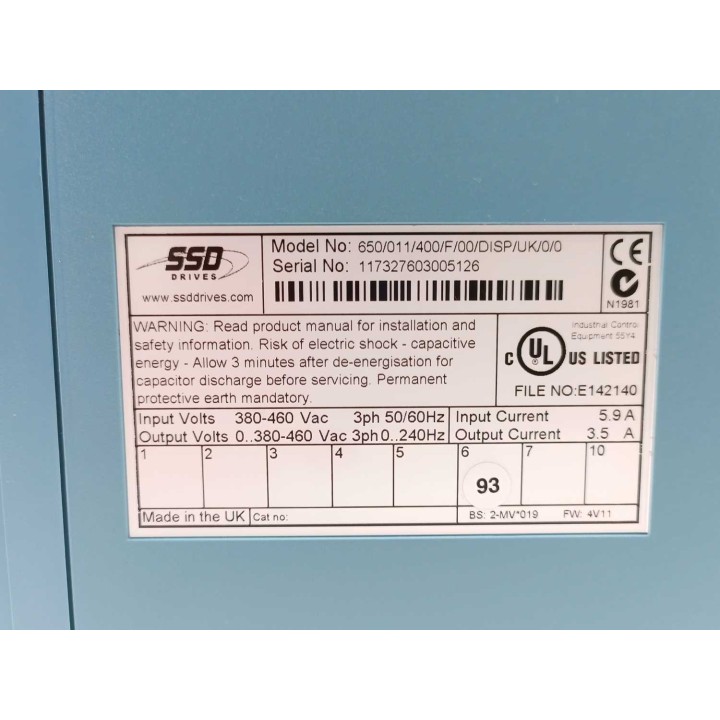 SSD
DRIVES
www.ssddrives.com
Model No: 650/011/400/F/00/DISP/UK/0/0
Serial No: 117327603005126
CE
N1981
WARNING: Read product manual for installation and
safety information. Risk of electric shock - capacitive
energy - Allow 3 minutes after de-energisation for
capacitor discharge before servicing. Permanent
protective earth mandatory.
Industrial Control
Equipment 55Y4
C UL US LISTED
FILE NO:E142140
Input Volts 380-460 Vac 3ph 50/60Hz Input Current 5.9 A
Output Volts 0..380-460 Vac 3ph 0..240Hz Output Current 3.5 A
1 2 3 4 5 6 7 10
93
Made in the UK Cat no: BS: 2-MV*019 FW: 4V11